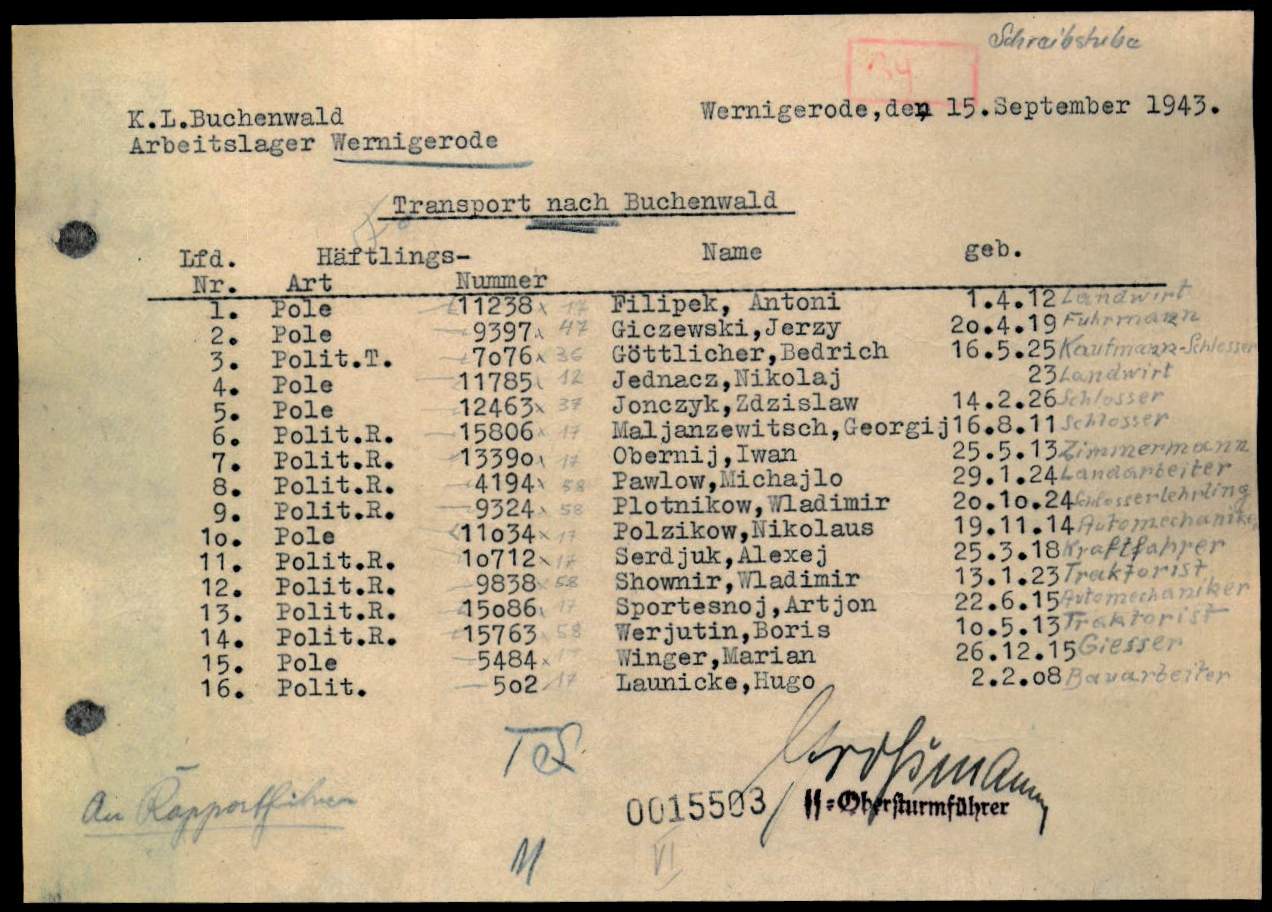 Schreibstube
34
K.L.Buchenwald
Wernigerode,den 15.September 1943.
Arbeitslager Wernigerode
Transport nach Buchenwald
Lfd. Häftlings- Name geb.
Nr. Art Nummer
1. Pole 11238 x 17 Filipek, Antoni 1.4.12 Landwirt
2. Pole 9397 x 47 Giczewski,Jerzy 2o.4.19 Fuhrmann
3. Polit.T. 7o76 x 36 Göttlicher,Bedrich 16.5.25 Kaufmann-Schlosser
4. Pole 11785 12 Jednacz,Nikolaj 23 Landwirt
5. Pole 12463 x 37 Jonczyk,Zdzislaw 14.2.26 Schlosser
6. Polit.R. 15806 x 17 Maljanzewitsch,Georgij 16.8.11 Schlosser
7. Polit.R. 1339o 17 Obernij,Iwan 25.5.13 Zimmermann
8. Polit.R. 4194 x 58 Pawlow,Michajlo 29.1.24 Landarbeiter
9. Polit.R. 9324 x 58 Plotnikow,Wladimir 2o.1o.24 Schlosserlehrling
1o. Pole 11o34 x 17 Polzikow,Nikolaus 19.11.14 Automechaniker
11. Polit.R. 1o712 x 17 Serdjuk,Alexej 25.3.18 Kraftfahrer
12. Polit.R. 9838 x 58 Shownir,Wladimir 13.1.23 Traktorist
13. Polit.R. 15o86 17 Sportesnoj,Artjon 22.6.15 Automechaniker
14. Polit.R. 15763 x 58 Werjutin,Boris 1o.5.13 Traktorist
15. Pole 5484 x 17 Winger,Marian 26.12.15 Giesser
16. Polit. 5o2 17 Launicke,Hugo 2.2.o8 Bauarbeiter
Großmann
An Rapportführer
0015503 SS-Obersturmführer
VI